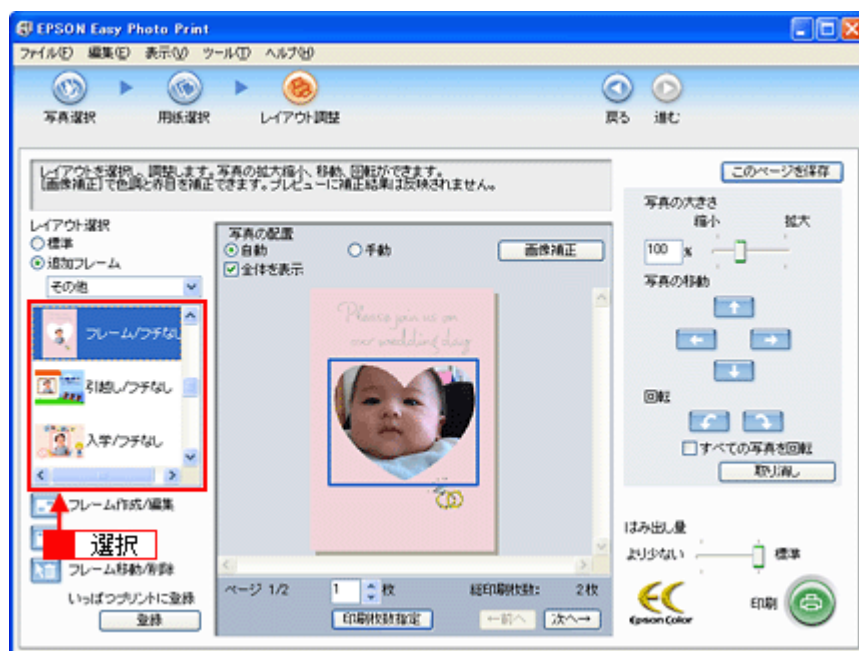 EPSON Easy Photo Print
ファイル(F) 編集(E) 表示(V) ツール(T) ヘルプ(H)
写真選択 用紙選択 レイアウト調整 戻る 進む
レイアウトを選択し、調整します。写真の拡大縮小、移動、回転ができます。
[画像補正]で色調と赤目を補正できます。プレビューに補正結果は反映されません。
このページを保存
レイアウト選択
標準
追加フレーム
その他
フレーム/フチなし
引越し/フチなし
入学/フチなし
選択
フレーム作成/編集
フレーム移動/削除
いっぱつプリントに登録
登録
写真の配置
自動 手動 画像補正
全体を表示
Please join us on
our wedding day
ページ 1/2 1 枚 総印刷枚数: 2枚
印刷枚数指定 ←前へ 次へ→
写真の大きさ
縮小 拡大
100 %
写真の移動
回転
すべての写真を回転
取り消し
はみ出し量
より少ない 標準
Epson Color 印刷